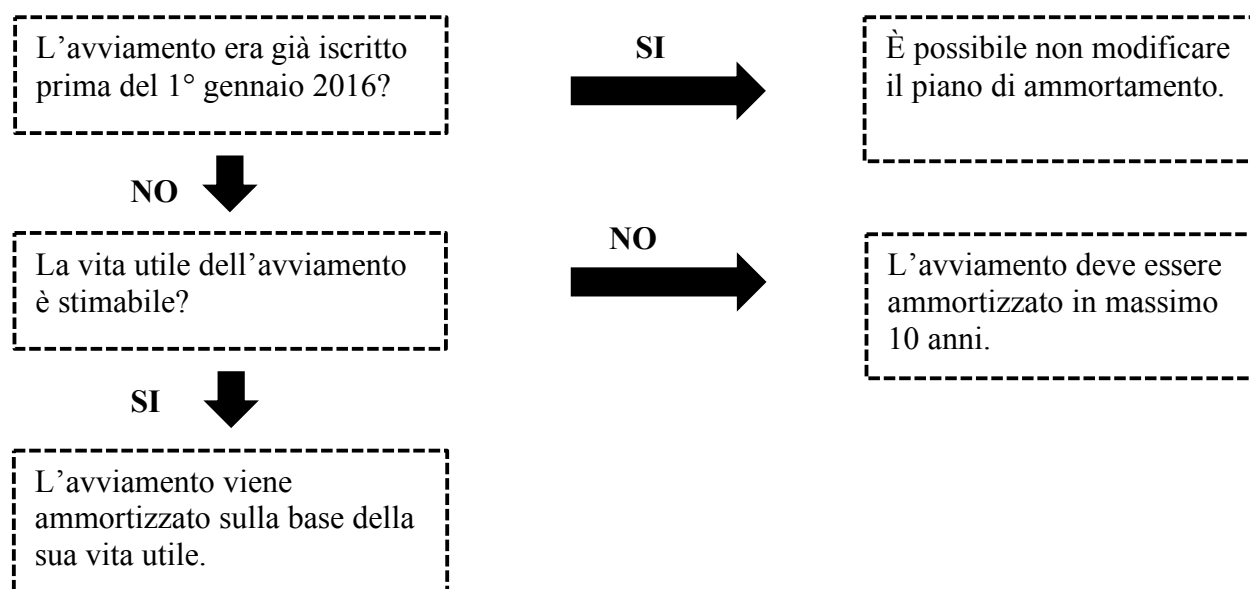 L’avviamento era già iscritto
prima del 1° gennaio 2016?
SI
È possibile non modificare
il piano di ammortamento.
NO
La vita utile dell’avviamento
è stimabile?
NO
L’avviamento deve essere
ammortizzato in massimo
10 anni.
SI
L’avviamento viene
ammortizzato sulla base della
sua vita utile.